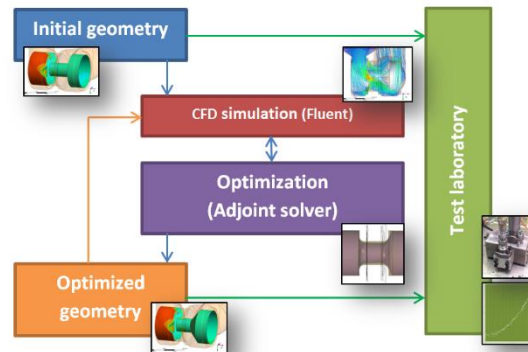 Initial geometry
CFD simulation (Fluent)
Optimization
(Adjoint solver)
Optimized
geometry
Test laboratory